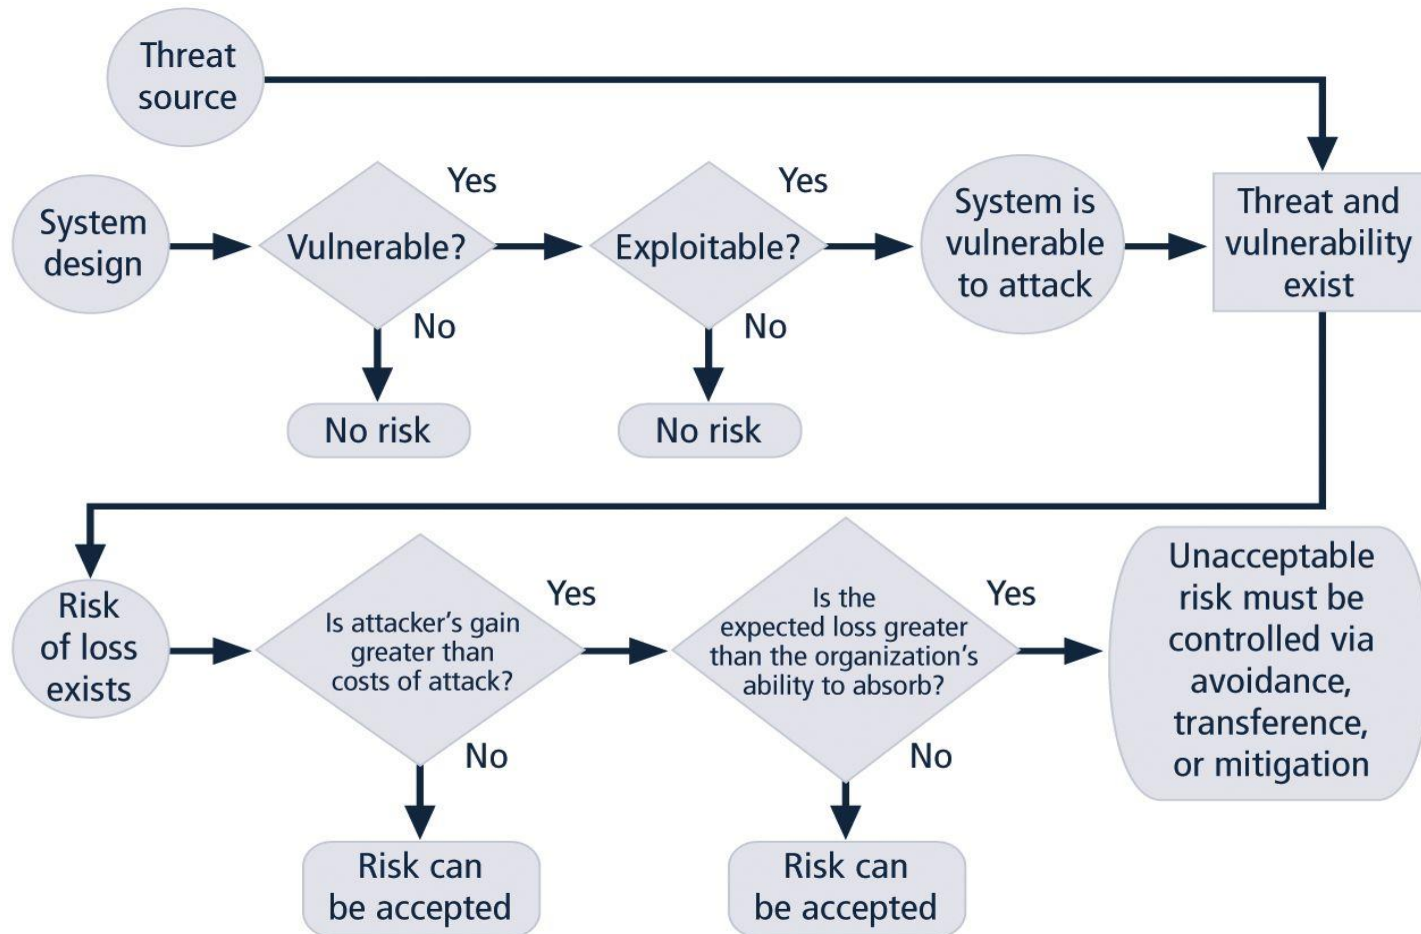 Threat
source
System
design
Vulnerable?
Yes
No
No risk
Exploitable?
Yes
No
No risk
System is
vulnerable
to attack
Threat and
vulnerability
exist
Risk
of loss
exists
Is attacker’s gain
greater than
costs of attack?
Yes
No
Risk can
be accepted
Is the
expected loss greater
than the organization’s
ability to absorb?
Yes
No
Risk can
be accepted
Unacceptable
risk must be
controlled via
avoidance,
transference,
or mitigation